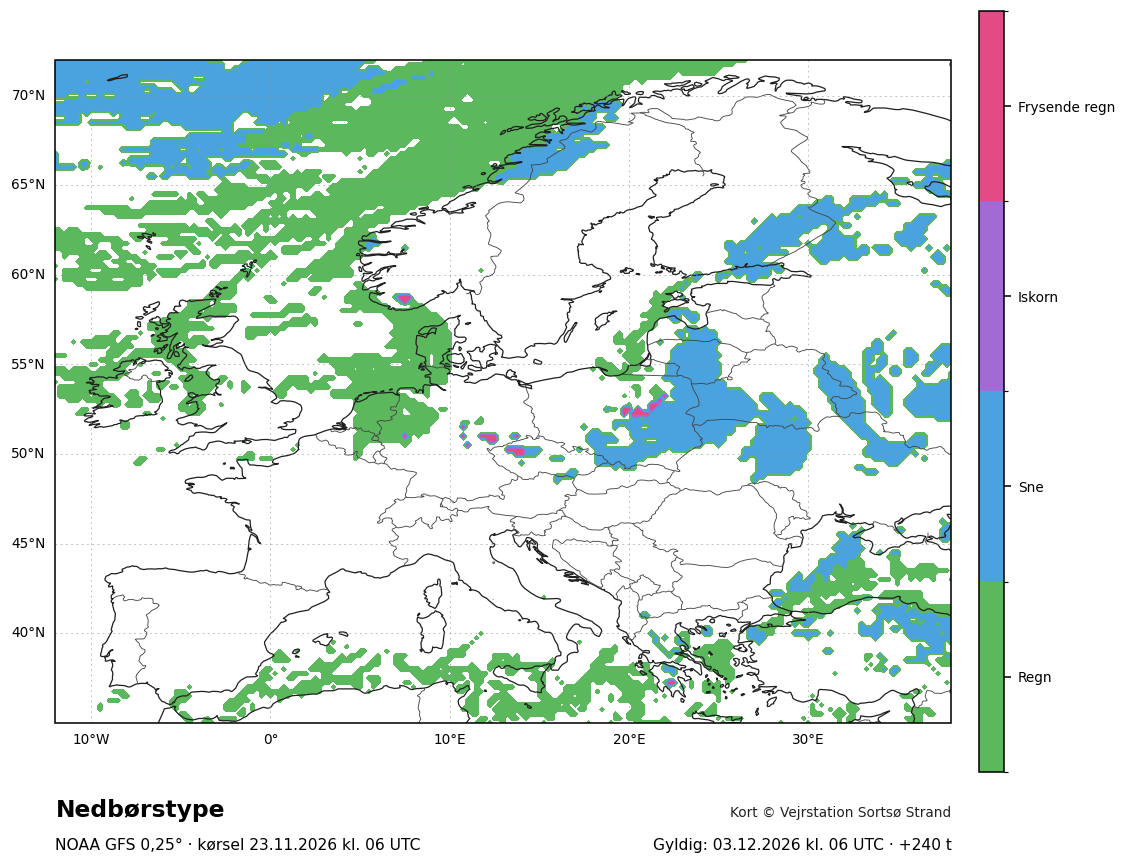 70°N
65°N
60°N
55°N
50°N
45°N
40°N
10°W
0°
10°E
20°E
30°E
Frysende regn
Iskorn
Sne
Regn
Nedbørstype
Kort © Vejrstation Sortsø Strand
NOAA GFS 0,25° · kørsel 23.11.2026 kl. 06 UTC
Gyldig: 03.12.2026 kl. 06 UTC · +240 t